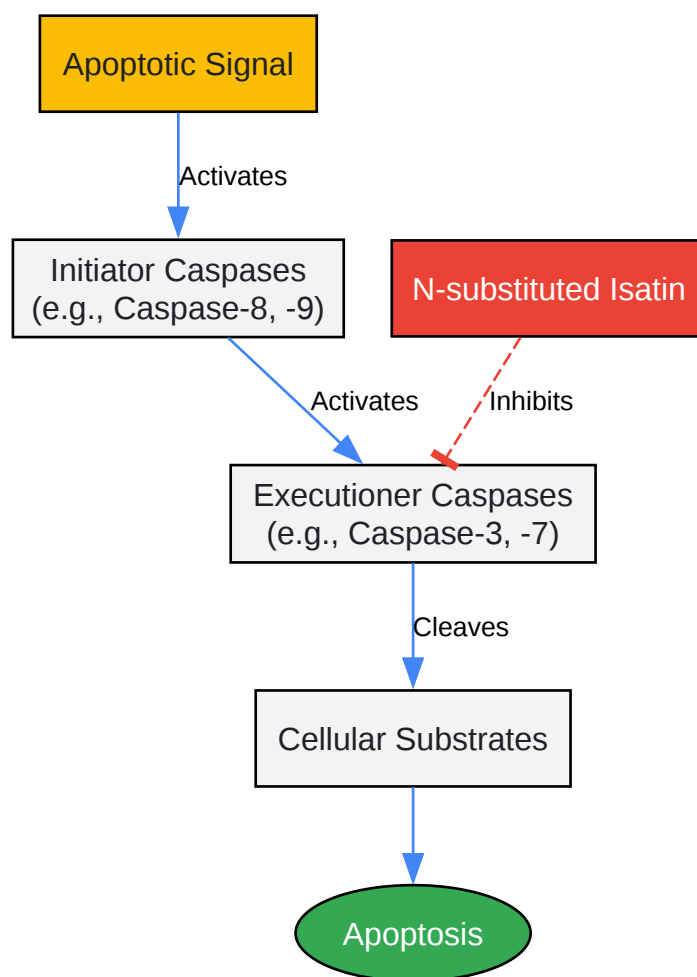 Apoptotic Signal
Activates
Initiator Caspases
(e.g., Caspase-8, -9)
N-substituted Isatin
Activates
Inhibits
Executioner Caspases
(e.g., Caspase-3, -7)
Cleaves
Cellular Substrates
Apoptosis